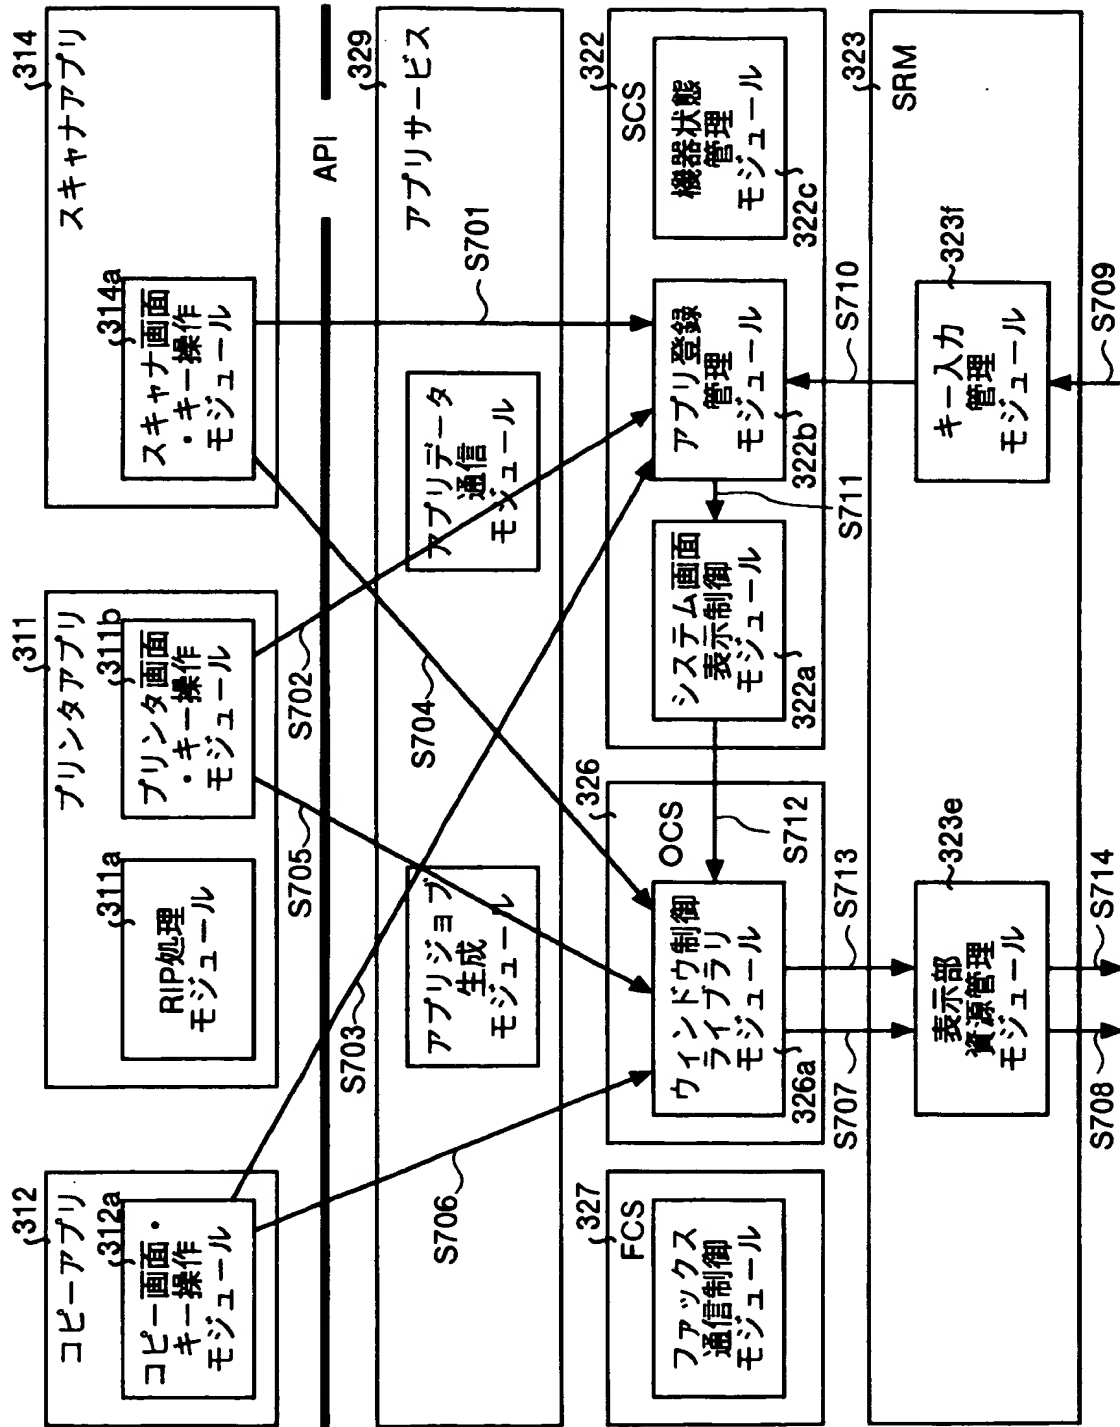 コピーアプリ
312
312a
コピー画面・
キー操作
モジュール
プリンタアプリ
311
311a
RIP処理
モジュール
311b
プリンタ画面
・キー操作
モジュール
スキャナアプリ
314
314a
スキャナ画面
・キー操作
モジュール
API
アプリサービス
329
S701
S702
S703
S704
S705
S706
アプリジョブ
生成
モジュール
アプリデータ
通信
モジュール
FCS
327
ファックス
通信制御
モジュール
OCS
326
ウィンドウ制御
ライブラリ
モジュール
326a
S712
SCS
322
システム画面
表示制御
モジュール
322a
S711
アプリ登録
管理
モジュール
322b
機器状態
管理
モジュール
322c
S707
S713
S710
SRM
323
323e
表示部
資源管理
モジュール
323f
キー入力
管理
モジュール
S708
S714
S709